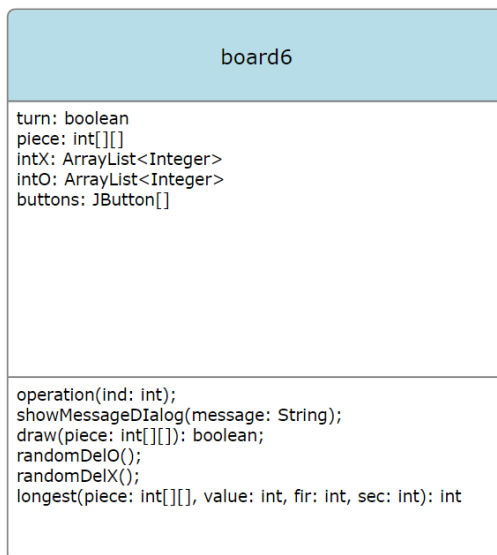 board6
turn: boolean
piece: int[][]
intX: ArrayList<Integer>
intO: ArrayList<Integer>
buttons: JButton[]
operation(ind: int);
showMessageDIalog(message: String);
draw(piece: int[][]): boolean;
randomDelO();
randomDelX();
longest(piece: int[][], value: int, fir: int, sec: int): int